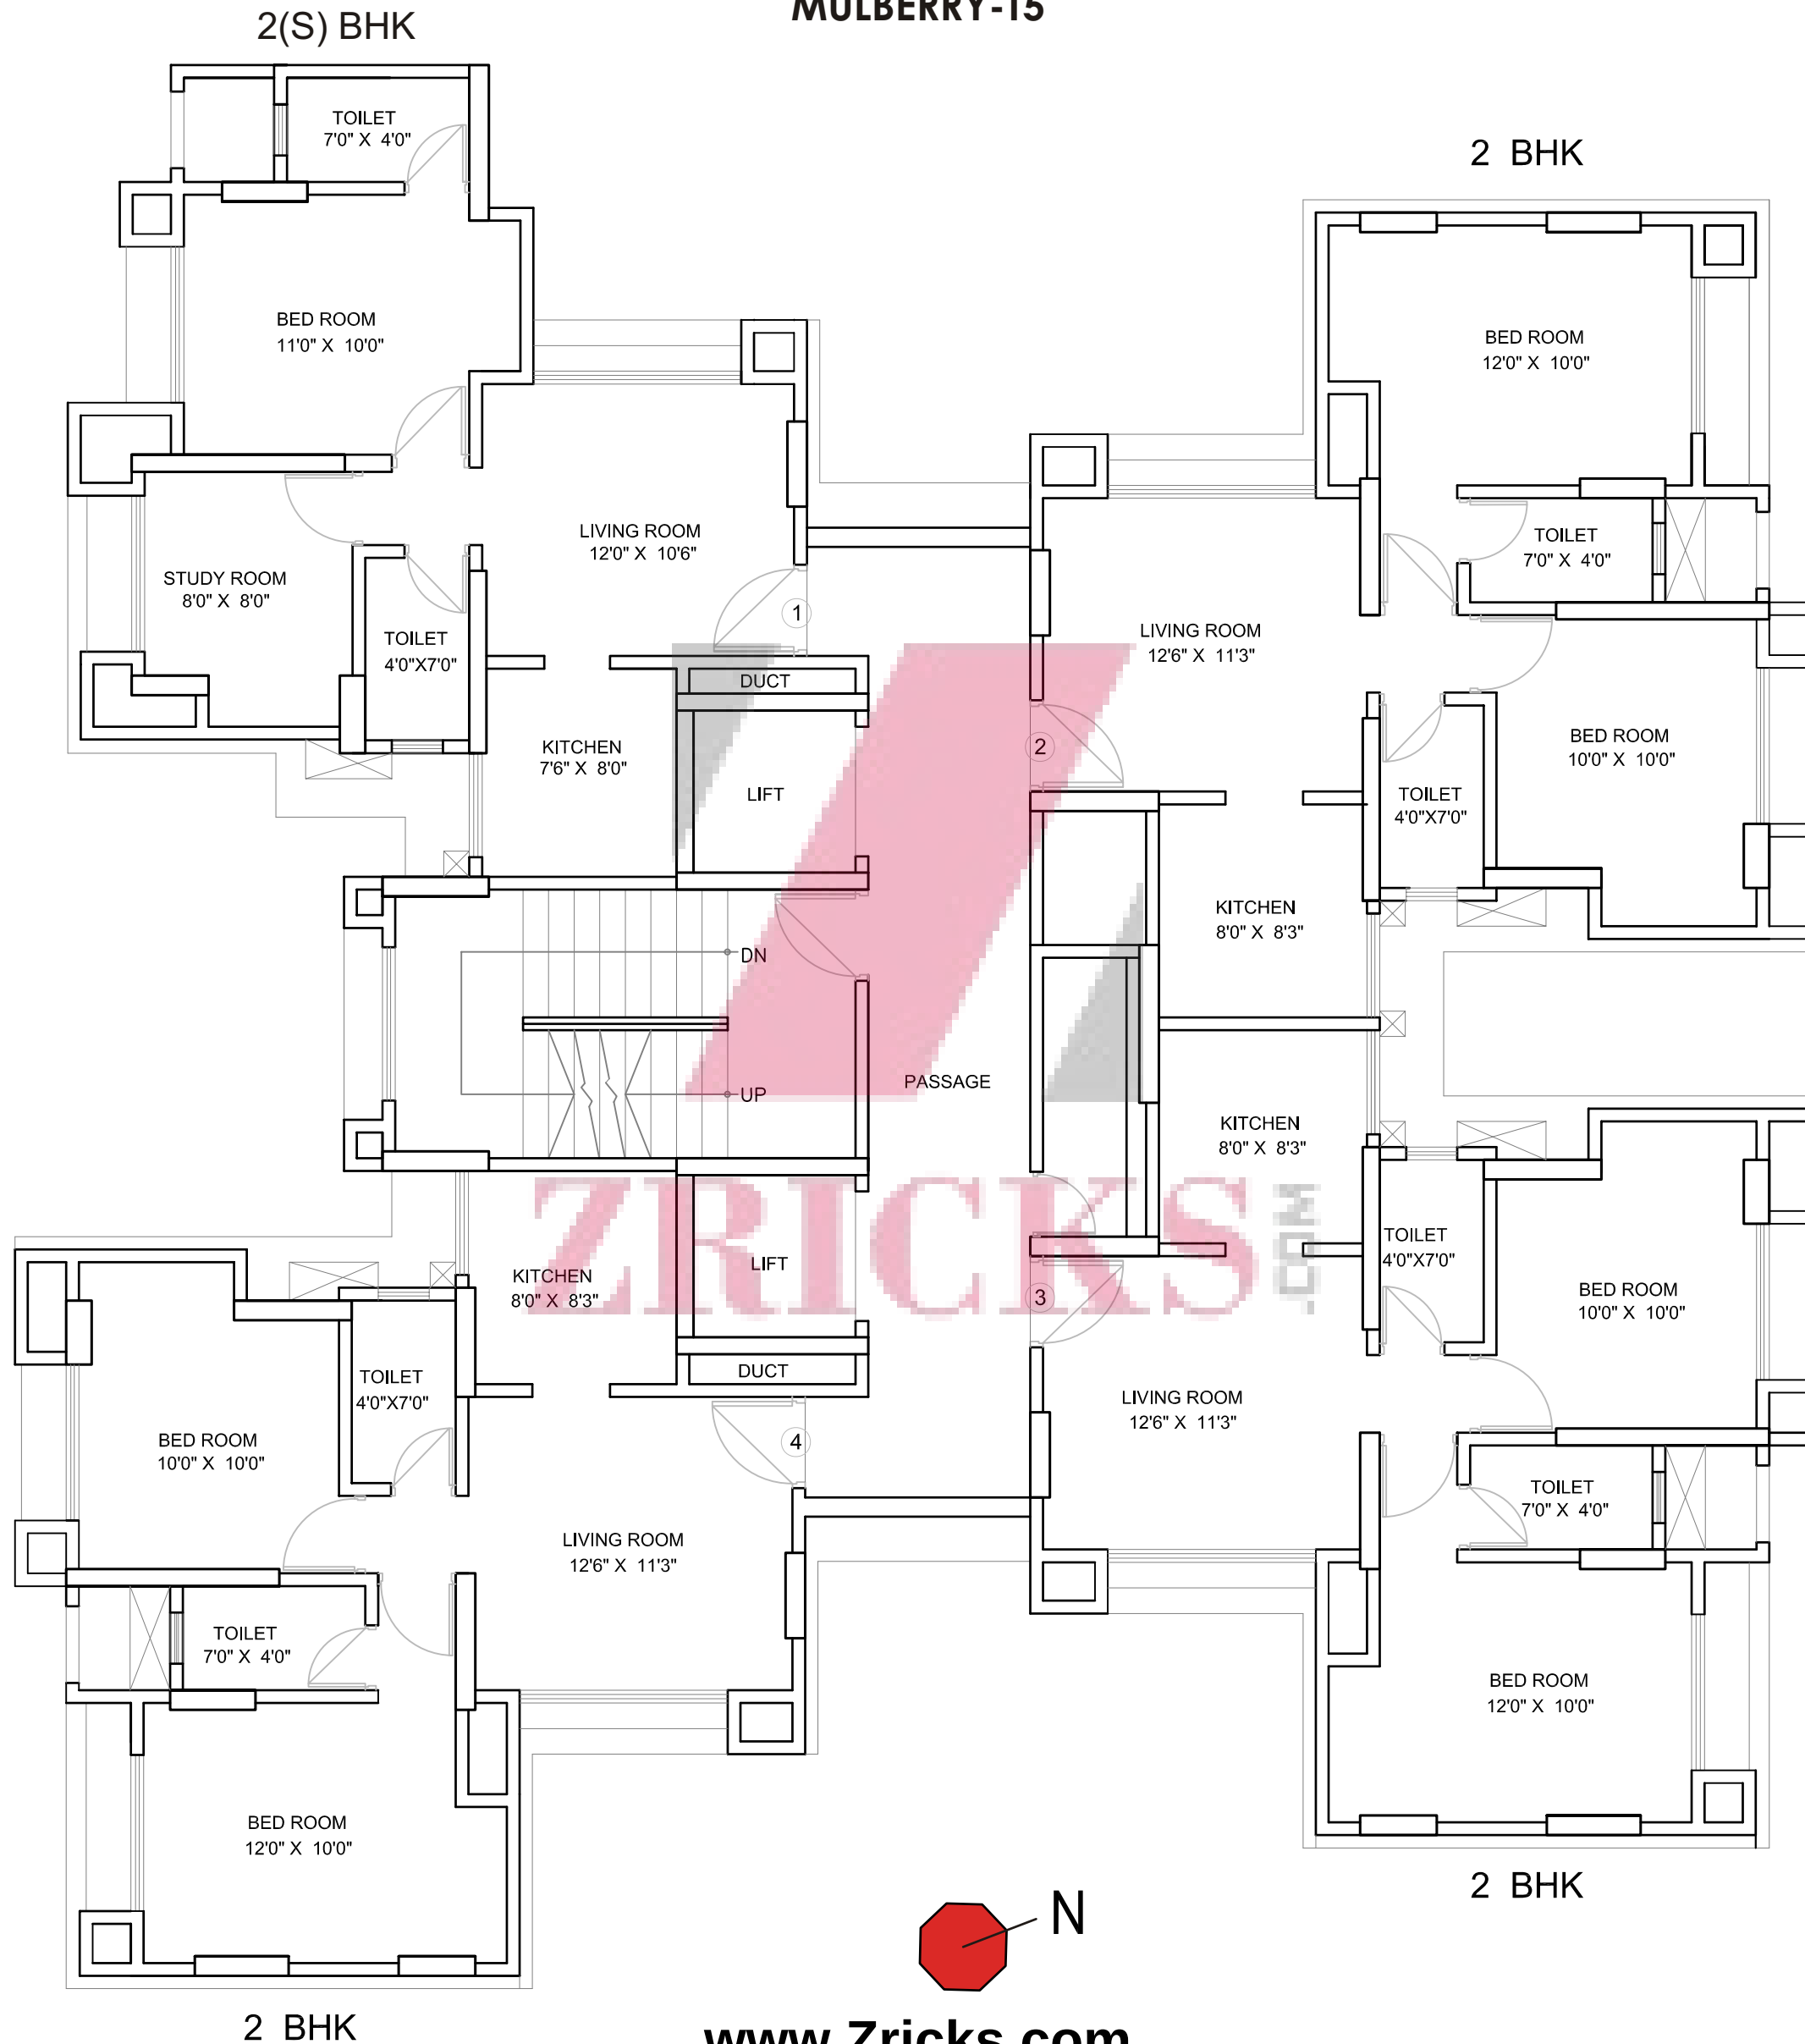 MULBERRY-15
2(S) BHK
TOILET
7'0" X 4'0"
BED ROOM
11'0" X 10'0"
STUDY ROOM
8'0" X 8'0"
TOILET
4'0"X7'0"
LIVING ROOM
12'0" X 10'6"
1
KITCHEN
7'6" X 8'0"
DUCT
LIFT
2 BHK
BED ROOM
12'0" X 10'0"
TOILET
7'0" X 4'0"
LIVING ROOM
12'6" X 11'3"
2
BED ROOM
10'0" X 10'0"
TOILET
4'0"X7'0"
KITCHEN
8'0" X 8'3"
DN
UP
PASSAGE
KITCHEN
8'0" X 8'3"
TOILET
4'0"X7'0"
BED ROOM
10'0" X 10'0"
3
LIVING ROOM
12'6" X 11'3"
TOILET
7'0" X 4'0"
BED ROOM
12'0" X 10'0"
2 BHK
ZRICKS
.COM
LIFT
KITCHEN
8'0" X 8'3"
DUCT
4
TOILET
4'0"X7'0"
BED ROOM
10'0" X 10'0"
LIVING ROOM
12'6" X 11'3"
TOILET
7'0" X 4'0"
BED ROOM
12'0" X 10'0"
2 BHK
N
www.Zricks.com